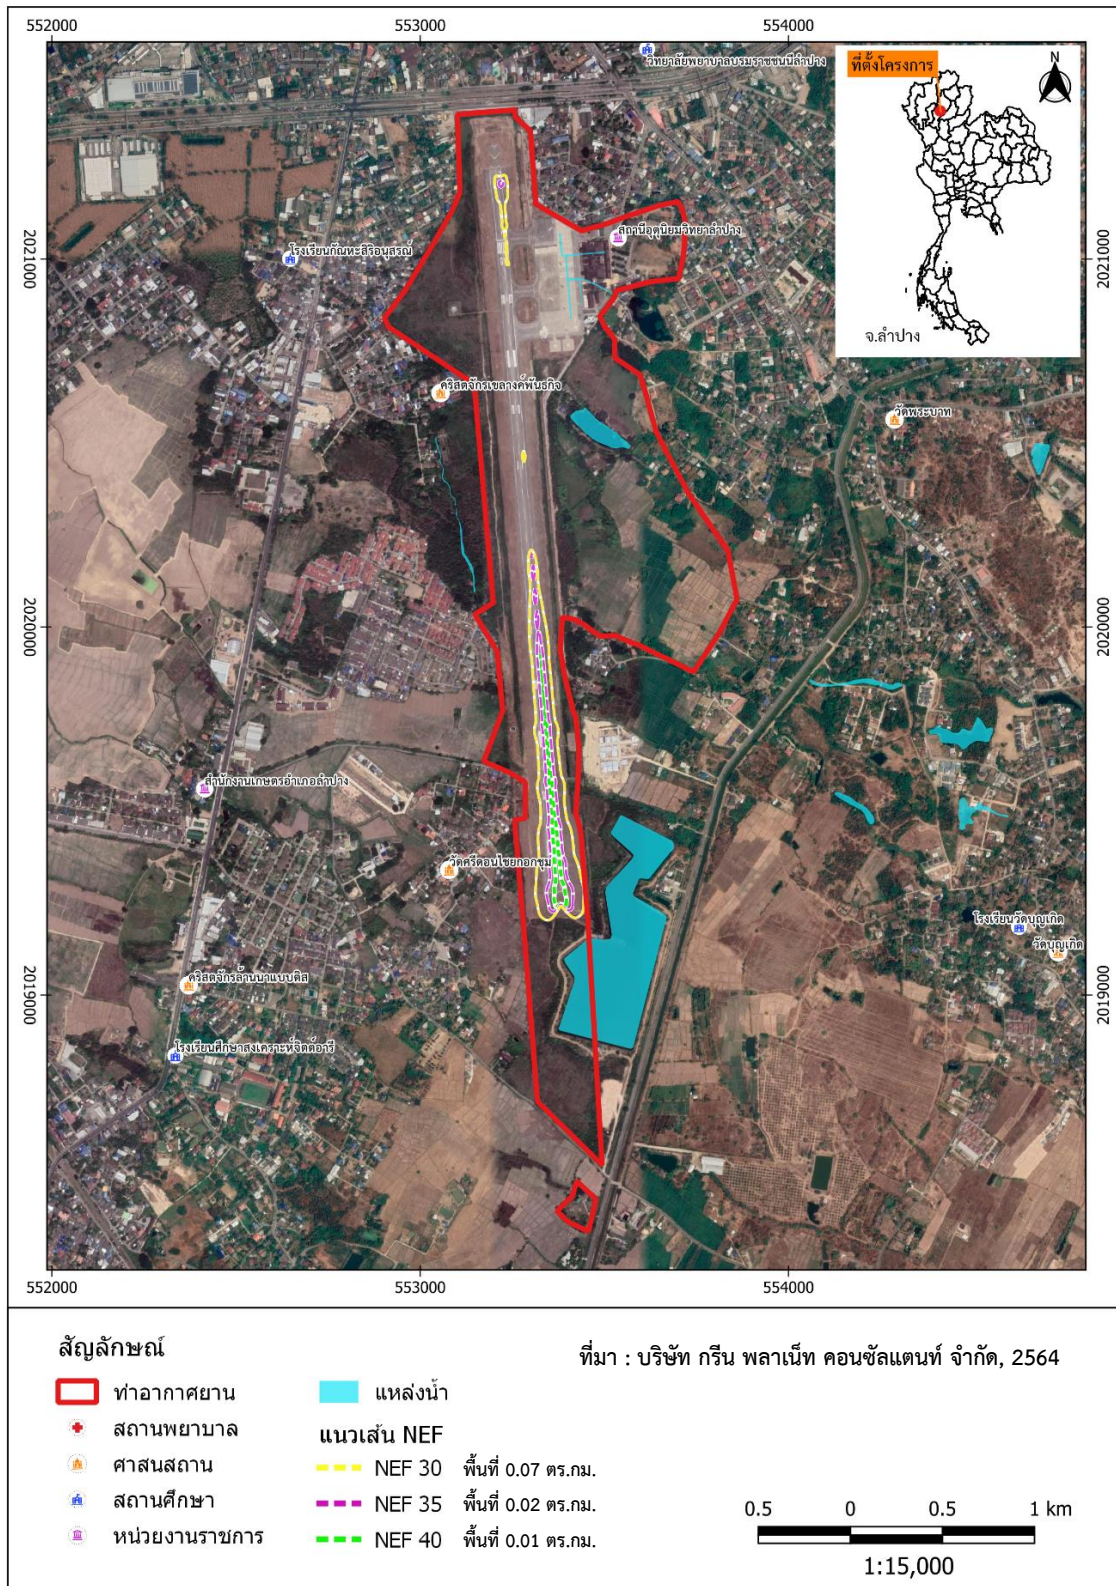 552000 553000 554000
วิทยาลัยพยาบาลบรมราชชนนีลำปาง
ที่ตั้งโครงการ
N
สถานีอุตุนิยมวิทยาลำปาง
โรงเรียนกัณหะสิริอนุสรณ์
2021000 2021000
จ.ลำปาง
คริสตจักรเขลางค์พันธกิจ
วัดพระบาท
2020000 2020000
สำนักงานเกษตรอำเภอลำปาง
วัดศรีดอนไชยกอกชุม
โรงเรียนวัดบุญเกิด
วัดบุญเกิด
คริสตจักรล้านนาแบบติส
2019000 2019000
โรงเรียนศึกษาสงเคราะห์จิตต์อารี
552000 553000 554000
สัญลักษณ์
ที่มา : บริษัท กรีน พลาเน็ท คอนซัลแตนท์ จำกัด, 2564
ท่าอากาศยาน
สถานพยาบาล
ศาสนสถาน
สถานศึกษา
หน่วยงานราชการ
แหล่งน้ำ
แนวเส้น NEF
NEF 30 พื้นที่ 0.07 ตร.กม.
NEF 35 พื้นที่ 0.02 ตร.กม.
NEF 40 พื้นที่ 0.01 ตร.กม.
0.5 0 0.5 1 km
1:15,000